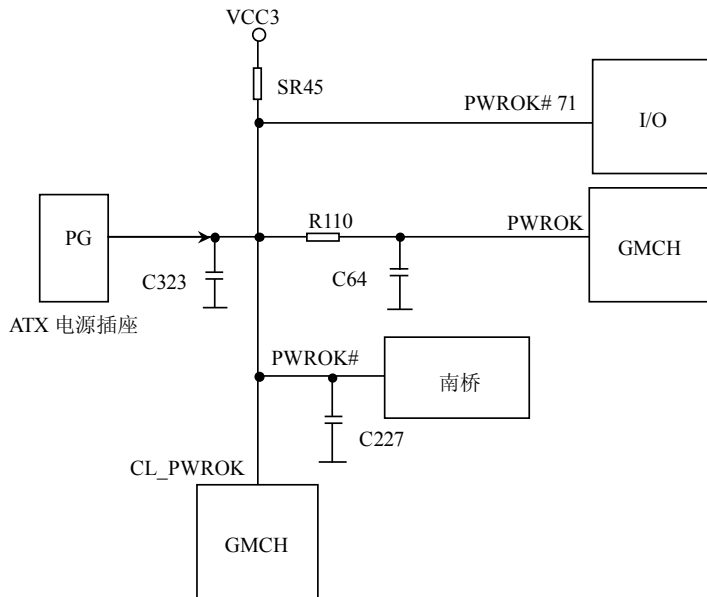 VCC3
SR45
PWROK# 71
I/O
PG
R110
PWROK
GMCH
C323
C64
ATX 电源插座
PWROK#
南桥
C227
CL_PWROK
GMCH